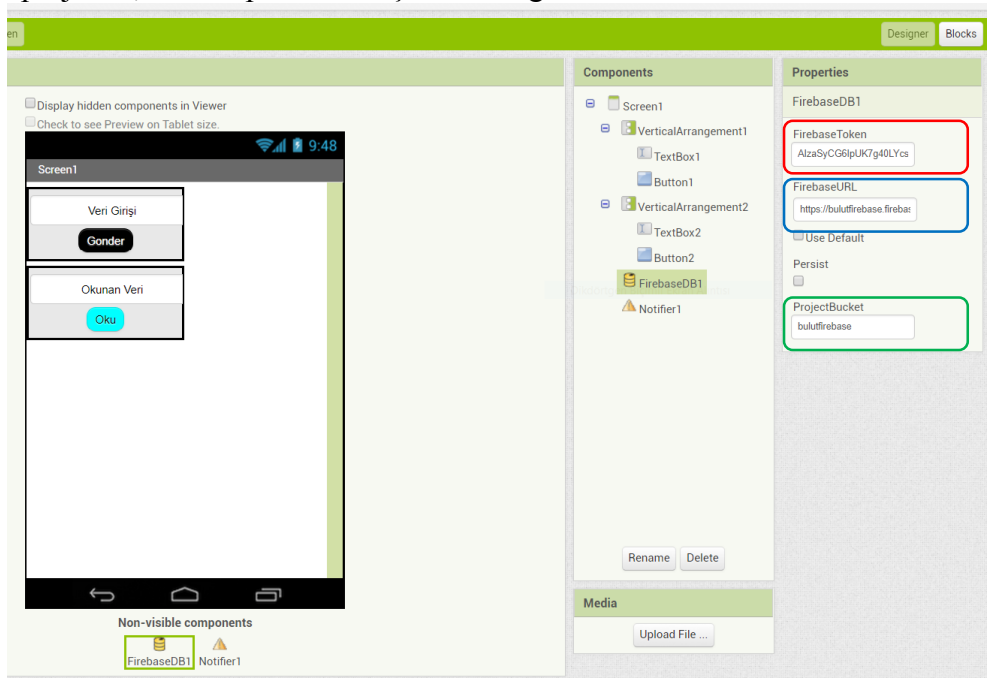 en
Designer
Blocks
Display hidden components in Viewer
Check to see Preview on Tablet size.
9:48
Screen1
Veri Girişi
Gonder
Okunan Veri
Oku
Non-visible components
FirebaseDB1
Notifier1
Components
Screen1
VerticalArrangement1
TextBox1
Button1
VerticalArrangement2
TextBox2
Button2
FirebaseDB1
Notifier1
Rename
Delete
Media
Upload File ...
Properties
FirebaseDB1
FirebaseToken
FirebaseURL
https://bulutfirebase.firebas
Use Default
Persist
ProjectBucket
bulutfirebase